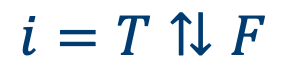 i = T ⇅ F